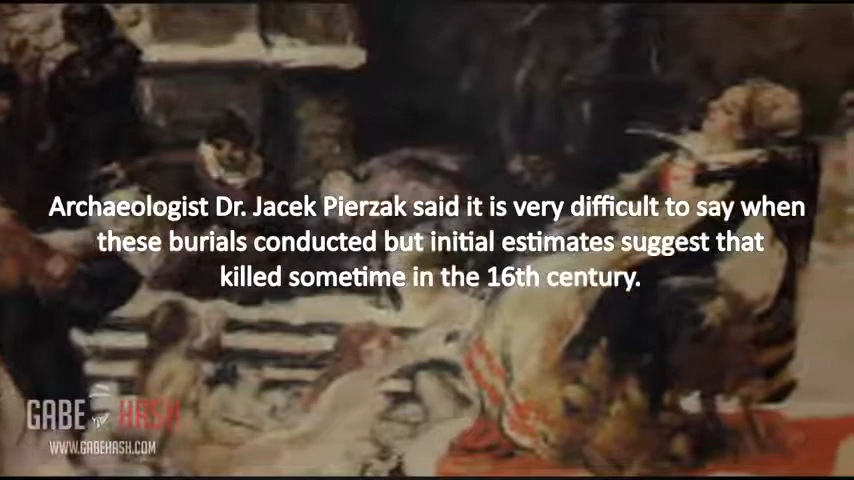 Archaeologist Dr. Jacek Pierzak said it is very difficult to say when
these burials conducted but initial estimates suggest that
killed sometime in the 16th century.
GABE HASH
WWW.GABEHASH.COM